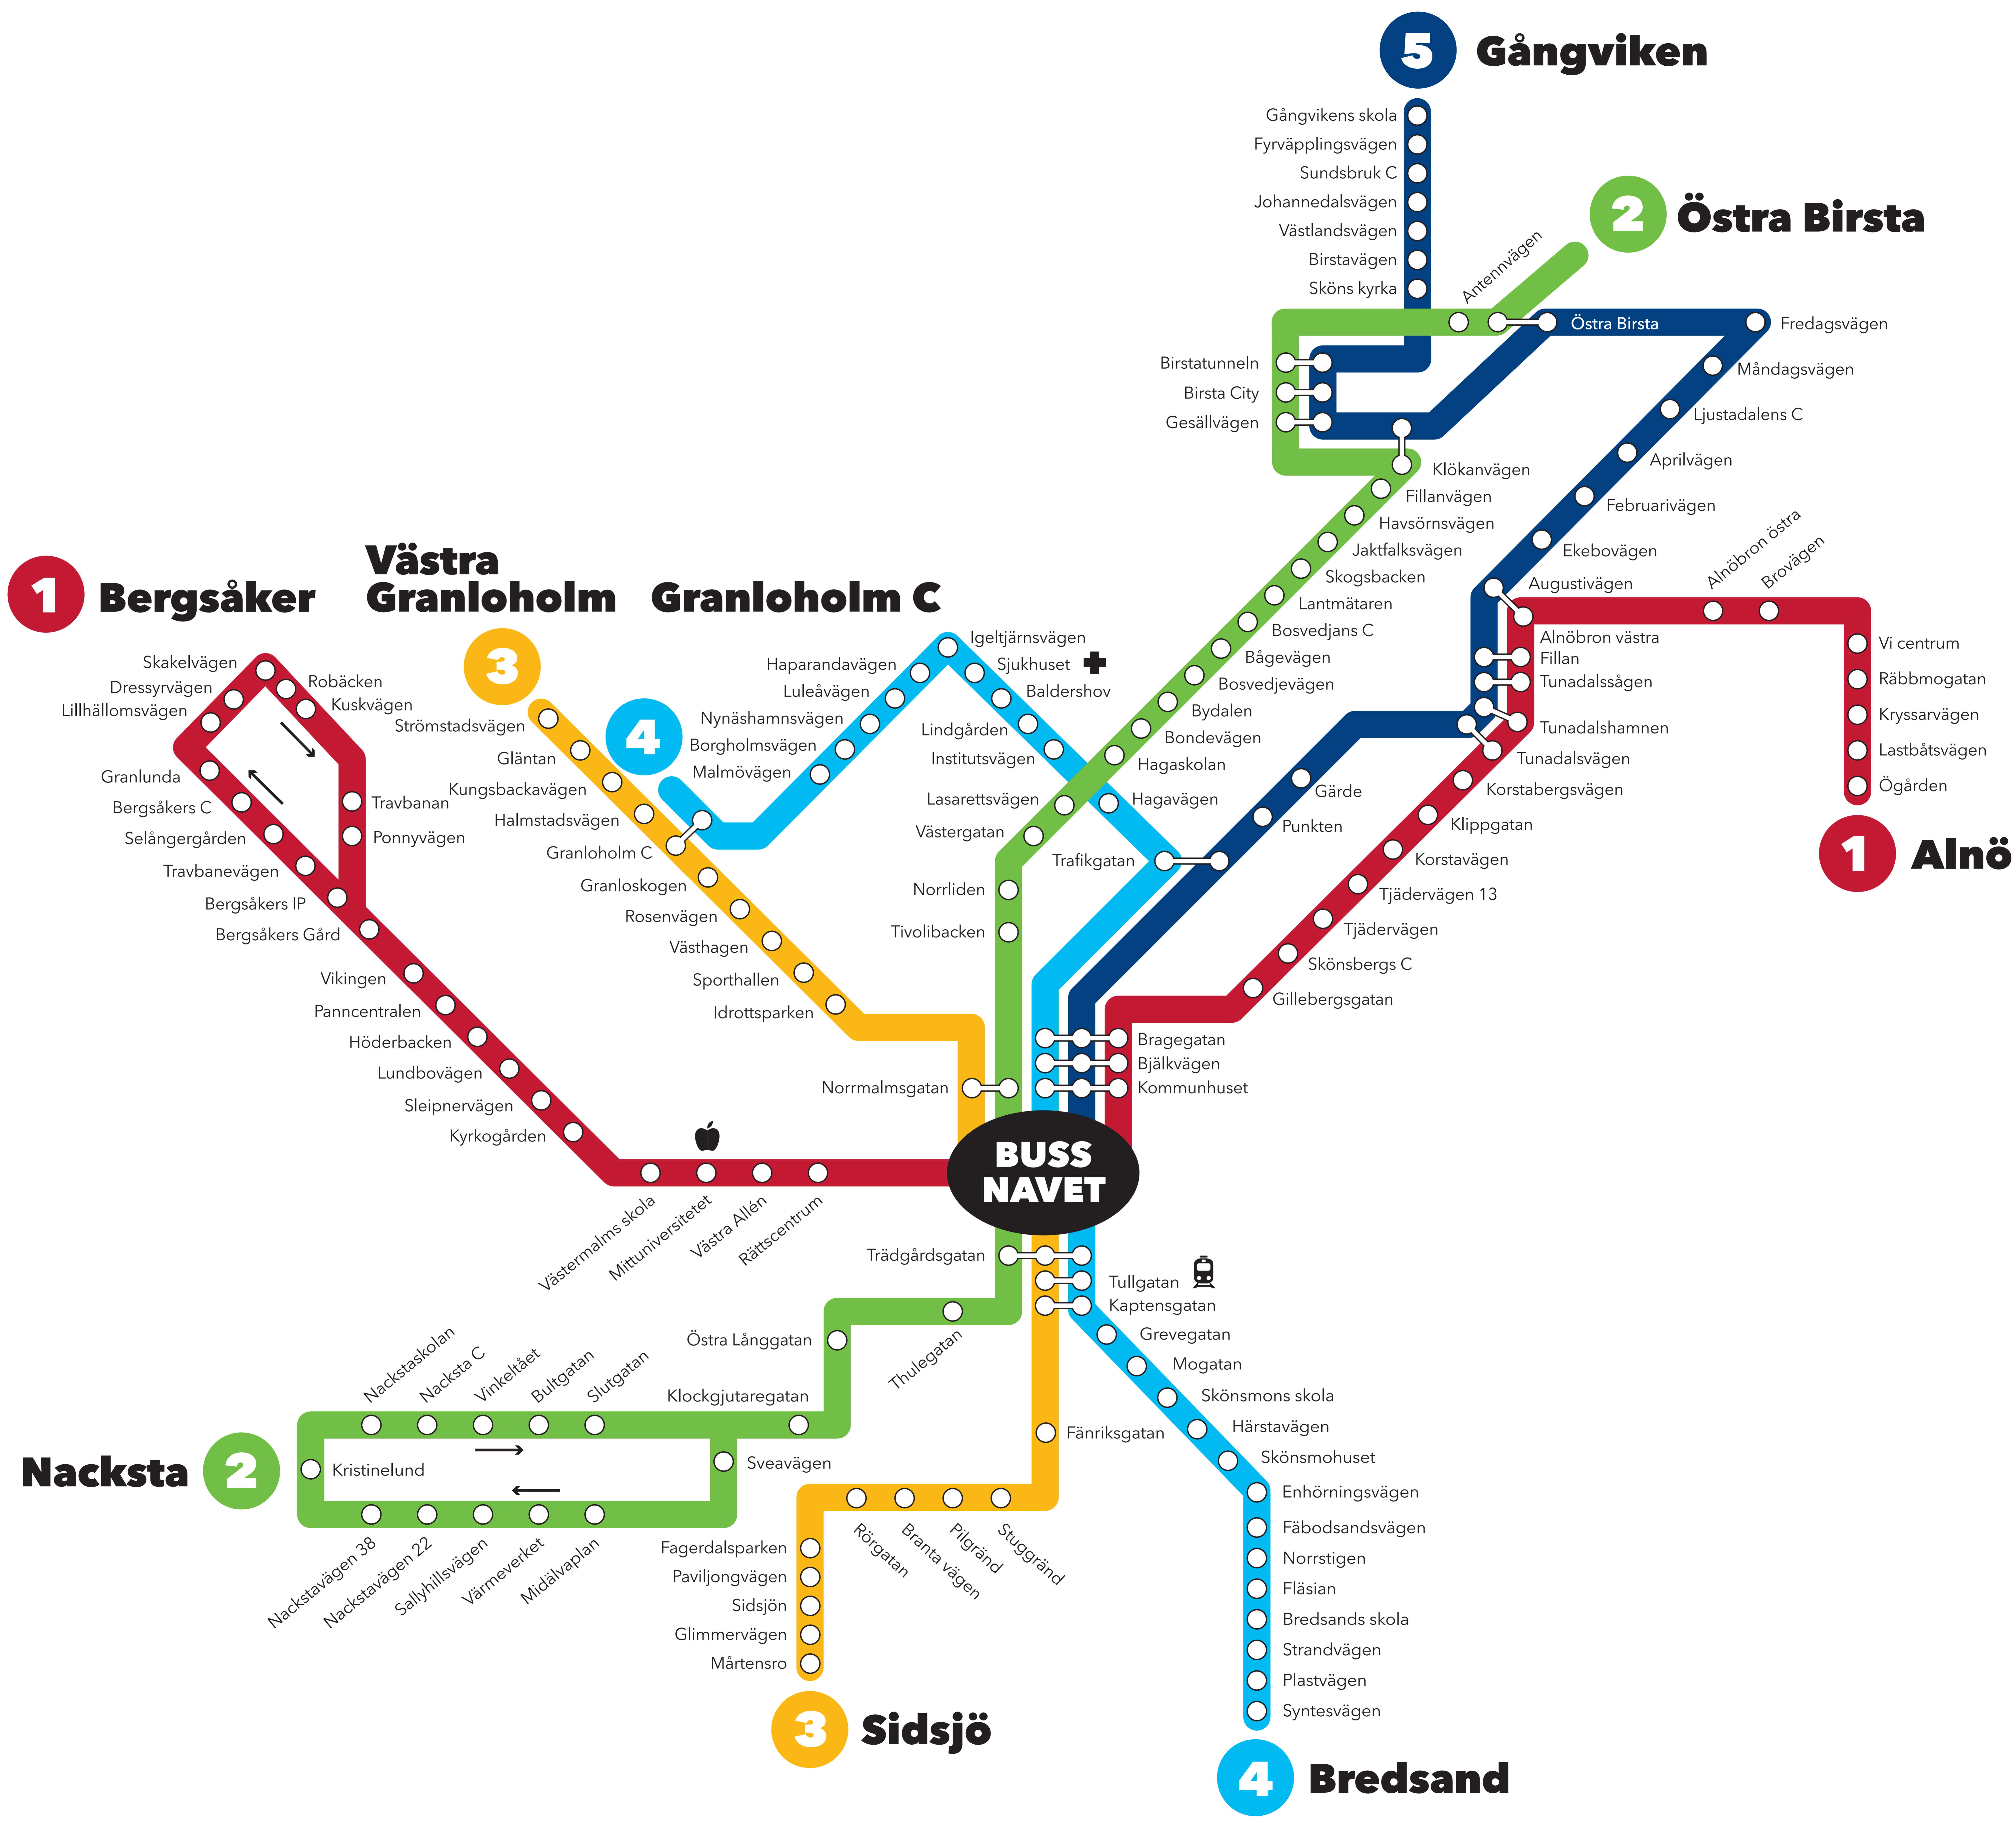 5 Gångviken
Gångvikens skola
Fyrväpplingsvägen
Sundsbruk C
Johannedalsvägen
Västlandsvägen
Birstavägen
Sköns kyrka
2 Östra Birsta
Antennvägen
Östra Birsta
Fredagsvägen
Birstatunneln
Birsta City
Gesällvägen
Måndagsvägen
Ljustadalens C
Aprilvägen
Februarivägen
Ekebovägen
Augustivägen
Klökanvägen
Fillanvägen
Havsörnsvägen
Jaktfalksvägen
Skogsbacken
Lantmätaren
Bosvedjans C
Bågevägen
Bosvedjevägen
Bydalen
Bondevägen
Hagaskolan
Lasarettsvägen
Västergatan
Norrliden
Tivolibacken
Alnöbron östra
Brovägen
Alnöbron västra
Fillan
Tunadalssågen
Tunadalshamnen
Tunadalsvägen
Korstabergsvägen
Klippgatan
Korstavägen
Tjädervägen 13
Tjädervägen
Skönsbergs C
Gillebergsgatan
Vi centrum
Räbbmogatan
Kryssarvägen
Lastbåtsvägen
Ögården
1 Alnö
Gärde
Punkten
Trafikgatan
Bragegatan
Bjälkvägen
Kommunhuset
1 Bergsåker
Skakelvägen
Dressyrvägen
Lillhällomsvägen
Robäcken
Kuskvägen
Granlunda
Bergsåkers C
Selångergården
Travbanevägen
Bergsåkers IP
Bergsåkers Gård
Travbanan
Ponnyvägen
Vikingen
Panncentralen
Höderbacken
Lundbovägen
Sleipnervägen
Kyrkogården
Västermalms skola
Mittuniversitetet
Västra Allén
Rättscentrum
Västra
Granloholm
3
Strömstadsvägen
Gläntan
Kungsbackavägen
Halmstadsvägen
Granloholm C
Granloskogen
Rosenvägen
Västhagen
Sporthallen
Idrottsparken
Norrmalmsgatan
Granloholm C
4
Igeltjärnsvägen
Haparandavägen
Luleåvägen
Nynäshamnsvägen
Borgholmsvägen
Malmövägen
Sjukhuset
Baldershov
Lindgården
Institutsvägen
Hagavägen
BUSS
NAVET
Trädgårdsgatan
Tullgatan
Kaptensgatan
Grevegatan
Mogatan
Skönsmons skola
Härstavägen
Skönsmohuset
Enhörningsvägen
Fäbodsandsvägen
Norrstigen
Fläsian
Bredsands skola
Strandvägen
Plastvägen
Syntesvägen
4 Bredsand
Östra Långgatan
Thulegatan
Klockgjutaregatan
Sveavägen
Nackstaskolan
Nacksta C
Vinkeltået
Bultgatan
Slutgatan
Nacksta 2
Kristinelund
Nackstavägen 38
Nackstavägen 22
Sallyhillsvägen
Värmeverket
Midälvaplan
Fänriksgatan
Rörgatan
Branta vägen
Pilgränd
Stuggränd
Fagerdalsparken
Paviljongvägen
Sidsjön
Glimmervägen
Mårtensro
3 Sidsjö